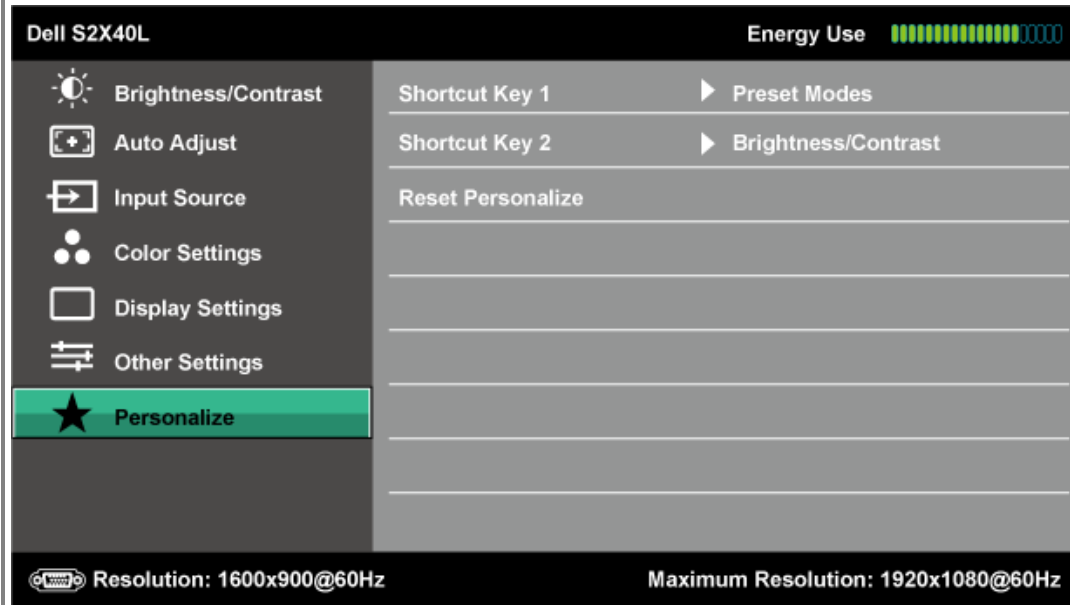 Dell S2X40L Energy Use
Brightness/Contrast
Auto Adjust
Input Source
Color Settings
Display Settings
Other Settings
Personalize
Shortcut Key 1 Preset Modes
Shortcut Key 2 Brightness/Contrast
Reset Personalize
Resolution: 1600x900@60Hz Maximum Resolution: 1920x1080@60Hz